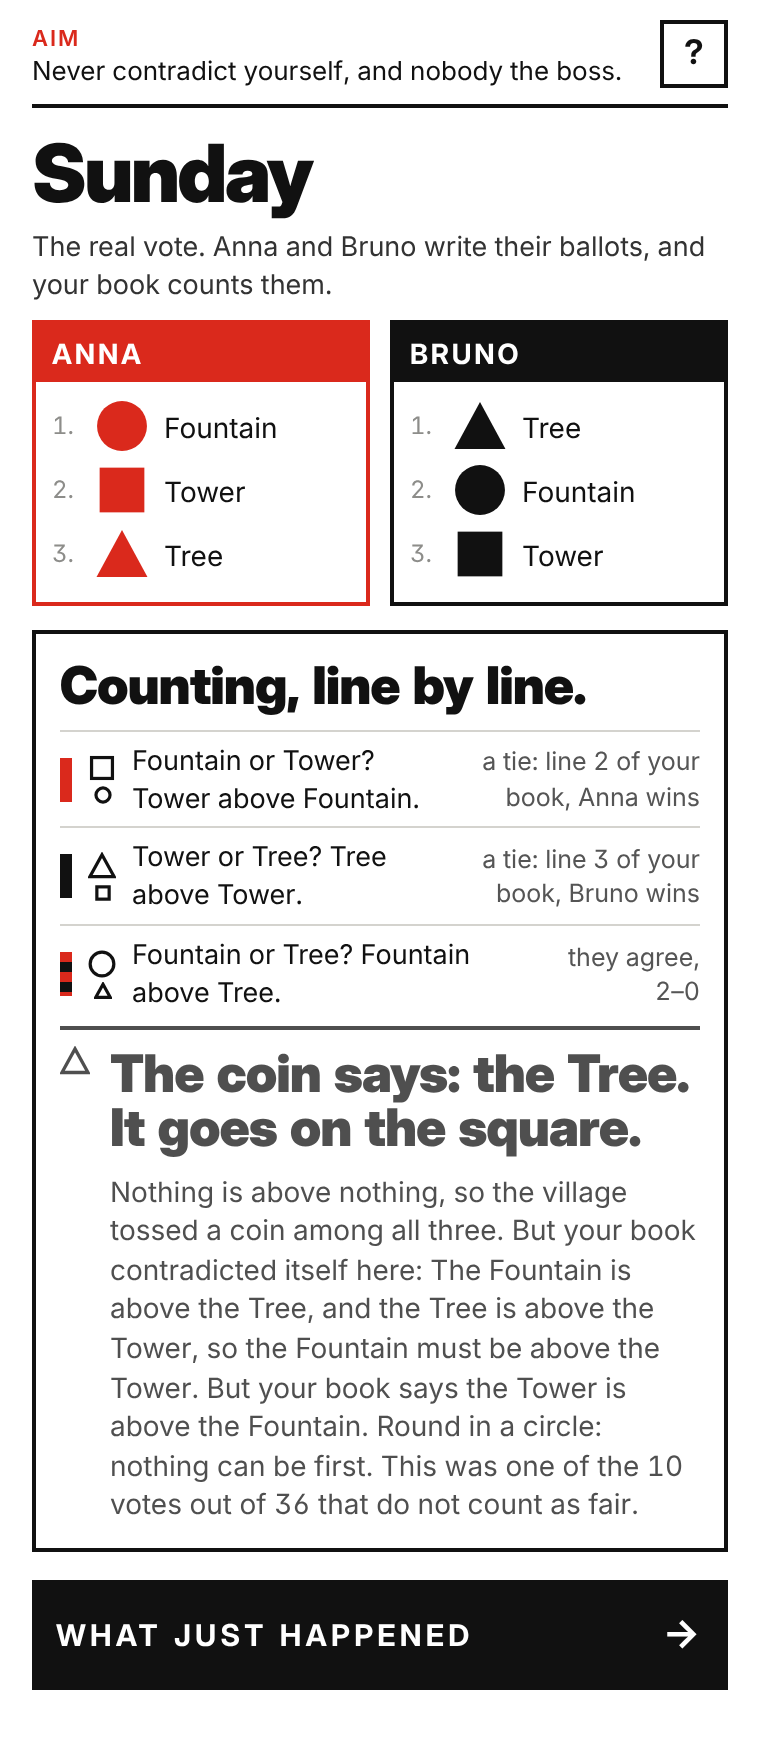 AIM
Never contradict yourself, and nobody the boss.
?
Sunday
The real vote. Anna and Bruno write their ballots, and
your book counts them.
ANNA
1. Fountain
2. Tower
3. Tree
BRUNO
1. Tree
2. Fountain
3. Tower
Counting, line by line.
Fountain or Tower?
Tower above Fountain.
a tie: line 2 of your
book, Anna wins
Tower or Tree? Tree
above Tower.
a tie: line 3 of your
book, Bruno wins
Fountain or Tree? Fountain
above Tree.
they agree,
2–0
The coin says: the Tree.
It goes on the square.
Nothing is above nothing, so the village
tossed a coin among all three. But your book
contradicted itself here: The Fountain is
above the Tree, and the Tree is above the
Tower, so the Fountain must be above the
Tower. But your book says the Tower is
above the Fountain. Round in a circle:
nothing can be first. This was one of the 10
votes out of 36 that do not count as fair.
WHAT JUST HAPPENED →